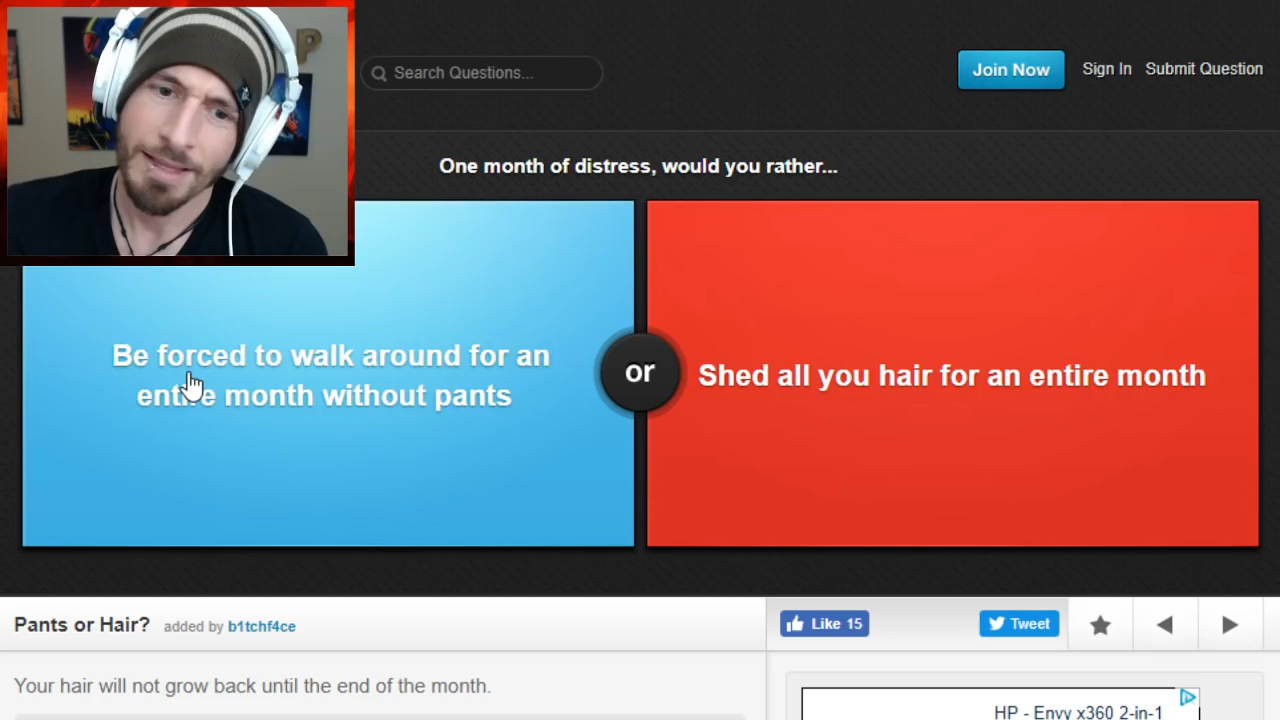 Search Questions...
Join Now
Sign In
Submit Question
One month of distress, would you rather...
Be forced to walk around for an
entire month without pants
or
Shed all you hair for an entire month
Pants or Hair?
added by b1tchf4ce
Like 15
Tweet
Your hair will not grow back until the end of the month.
HP - Envy x360 2-in-1